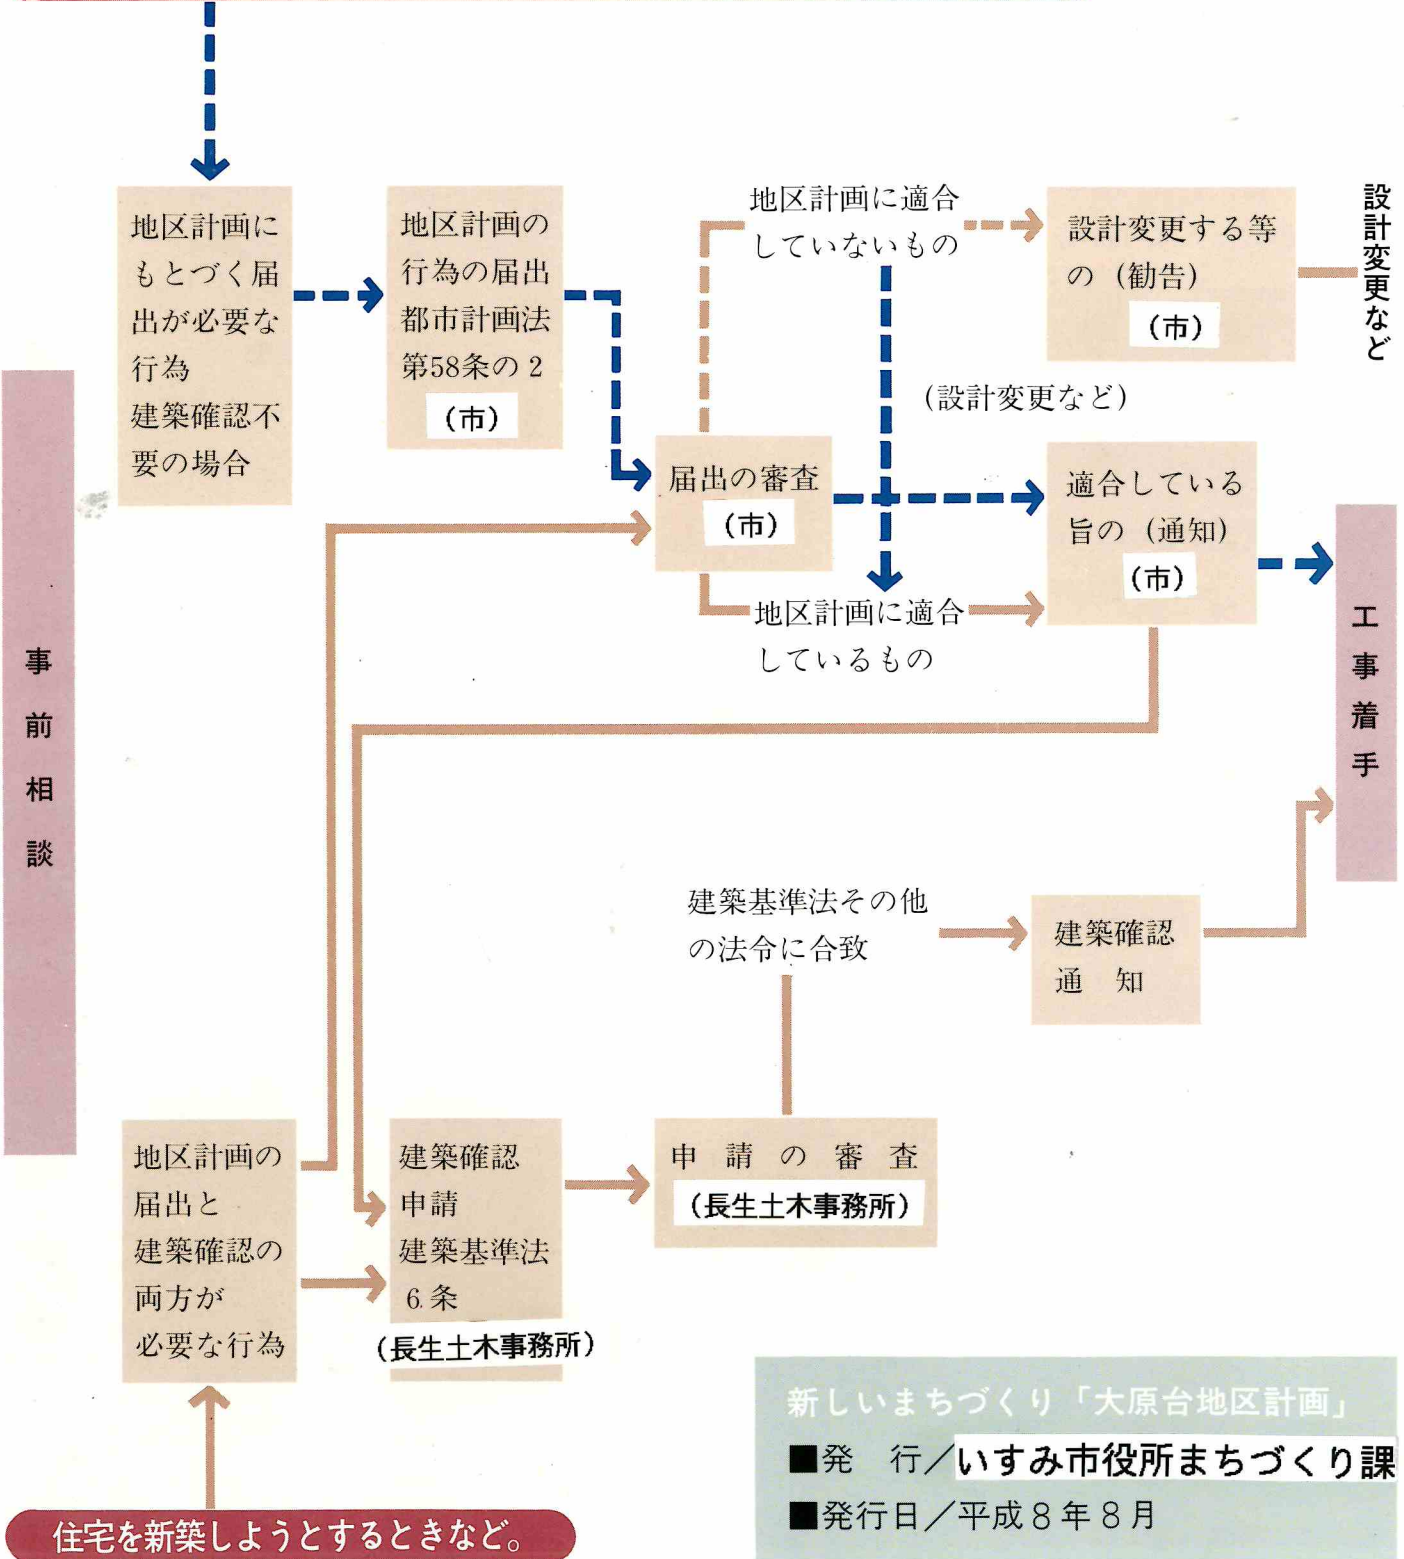 地区計画に
もとづく届
出が必要な
行為
建築確認不
要の場合
地区計画の
行為の届出
都市計画法
第58条の2
(市)
地区計画に適合
していないもの
設計変更する等
の(勧告)
(市)
設計変更など
(設計変更など)
届出の審査
(市)
適合している
旨の(通知)
(市)
地区計画に適合
しているもの
工事着手
事前相談
建築基準法その他
の法令に合致
建築確認
通 知
地区計画の
届出と
建築確認の
両方が
必要な行為
建築確認
申請
建築基準法
6.条
(長生土木事務所)
申請の審査
(長生土木事務所)
住宅を新築しようとするときなど。
新しいまちづくり「大原台地区計画」
■発 行/いすみ市役所まちづくり課
■発行日/平成8年8月